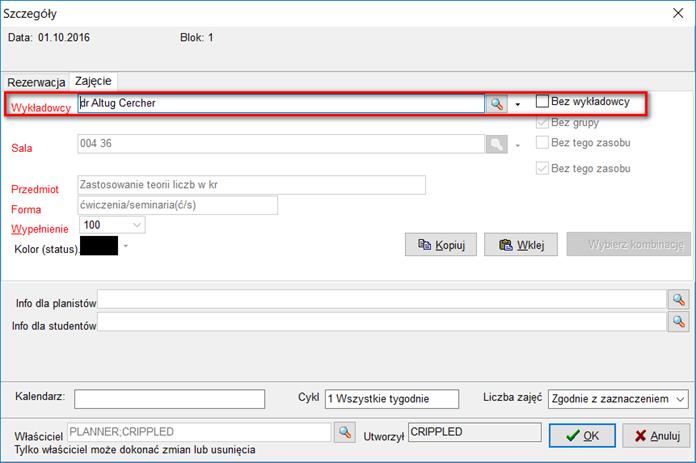 Szczegóły
Data: 01.10.2016 Blok: 1
Rezerwacja Zajęcie
Wykładowcy dr Altug Cercher Bez wykładowcy
Bez grupy
Sala 004 36 Bez tego zasobu
Bez tego zasobu
Przedmiot Zastosowanie teorii liczb w kr
Forma ćwiczenia/seminaria(ć/s)
Wypełnienie 100
Kolor (status) Kopiuj Wklej Wybierz kombinację
Info dla planistów
Info dla studentów
Kalendarz: Cykl 1 Wszystkie tygodnie Liczba zajęć Zgodnie z zaznaczeniem
Właściciel PLANNER;CRIPPLED Utworzył CRIPPLED OK Anuluj
Tylko właściciel może dokonać zmian lub usunięcia